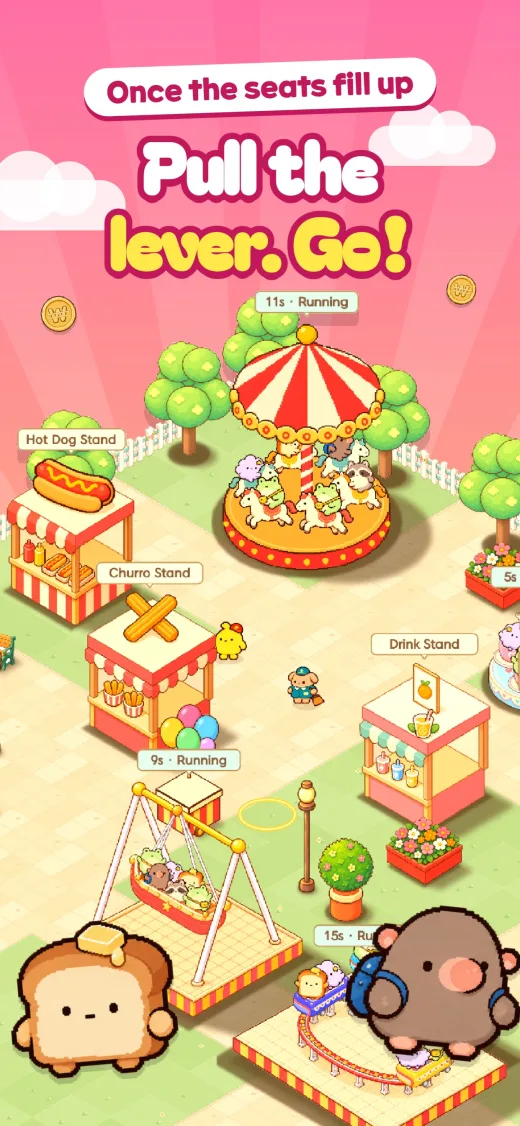 Once the seats fill up
Pull the
lever. Go!
11s · Running
Hot Dog Stand
Churro Stand
5s
Drink Stand
9s · Running
15s · Ru